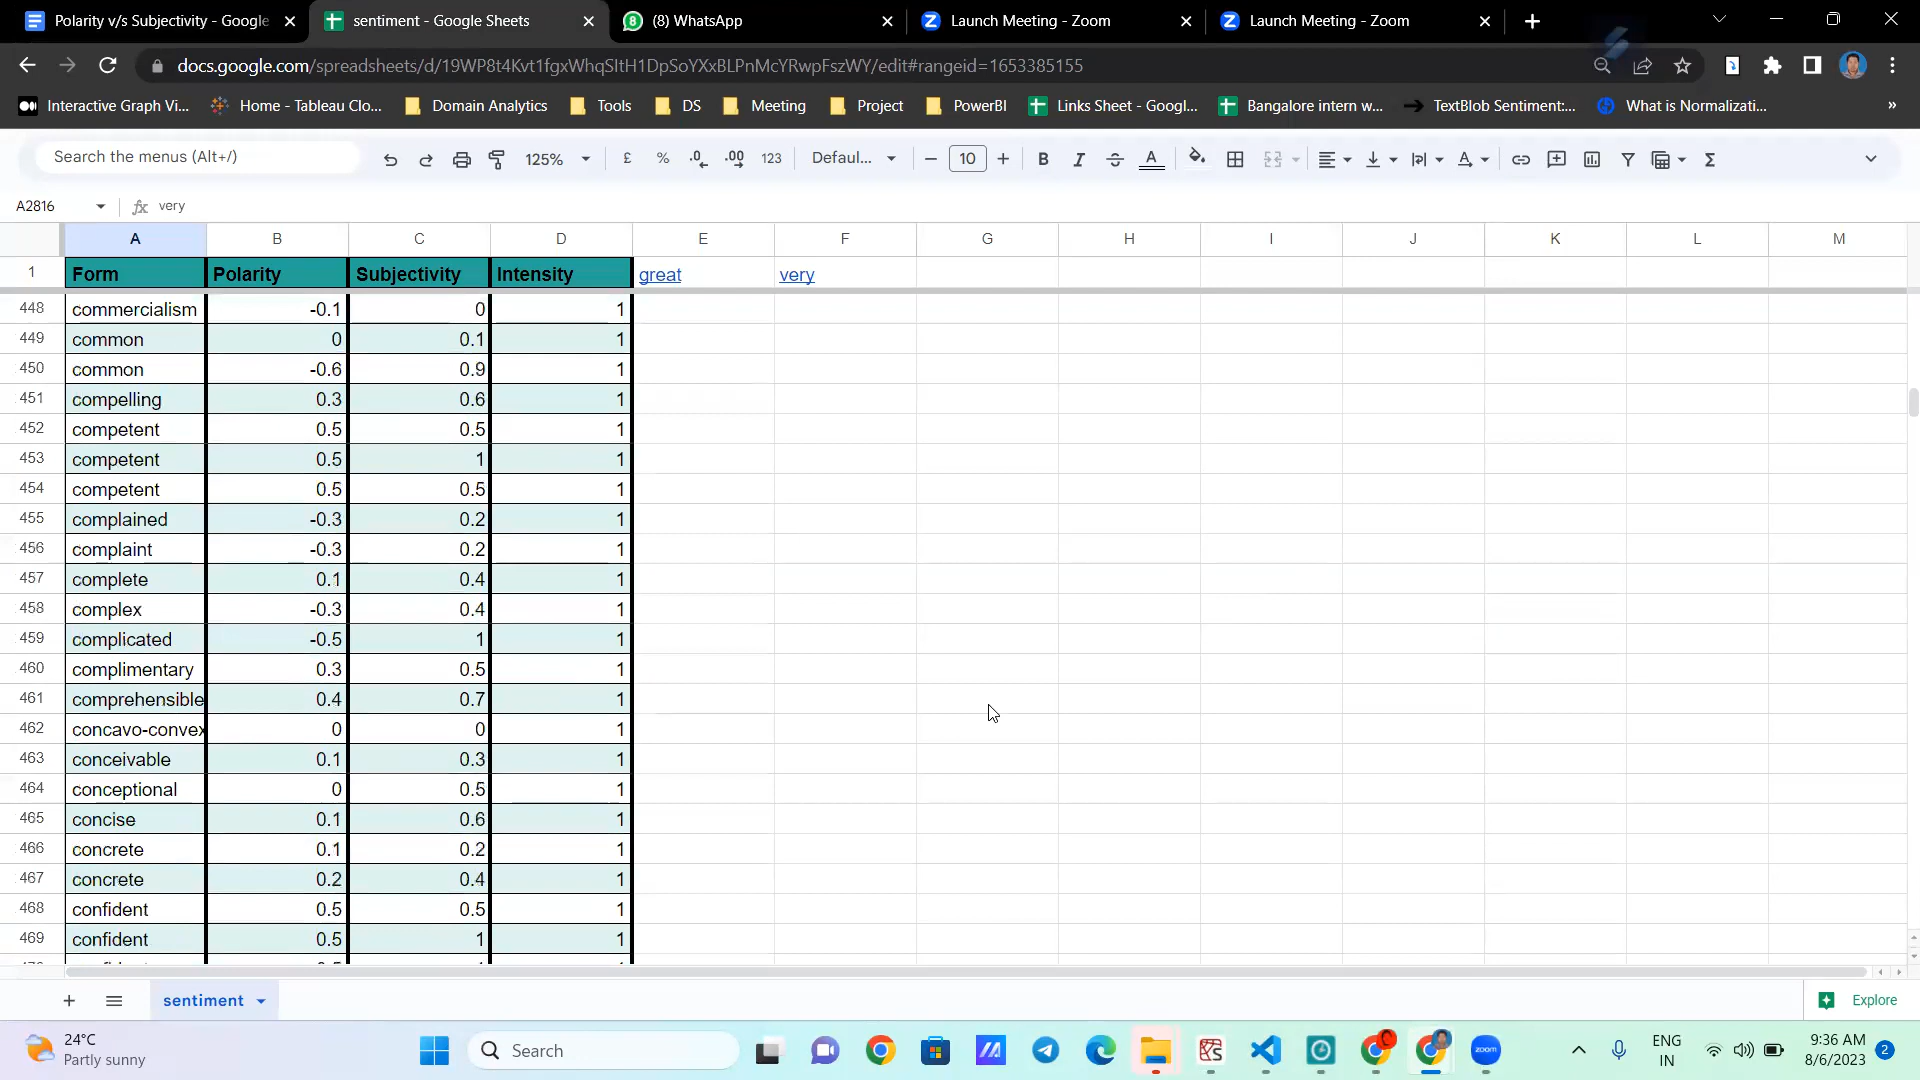 Polarity v/s Subjectivity - Google
sentiment - Google Sheets
(8) WhatsApp
Launch Meeting - Zoom
Launch Meeting - Zoom
docs.google.com/spreadsheets/d/19WP8t4Kvt1fgxWhqSItH1DpSoYXxBLPnMcYRwpFszWY/edit#rangeid=1653385155
Interactive Graph Vi... Home - Tableau Clo... Domain Analytics Tools DS Meeting Project PowerBI Links Sheet - Googl... Bangalore intern w... TextBlob Sentiment:... What is Normalizati... »
Search the menus (Alt+/) 125% £ % .0 .00 123 Defaul... 10 B I S A Σ
A2816 fx very
A B C D E F G H I J K L M
1 Form Polarity Subjectivity Intensity great very
448 commercialism -0.1 0 1
449 common 0 0.1 1
450 common -0.6 0.9 1
451 compelling 0.3 0.6 1
452 competent 0.5 0.5 1
453 competent 0.5 1 1
454 competent 0.5 0.5 1
455 complained -0.3 0.2 1
456 complaint -0.3 0.2 1
457 complete 0.1 0.4 1
458 complex -0.3 0.4 1
459 complicated -0.5 1 1
460 complimentary 0.3 0.5 1
461 comprehensible 0.4 0.7 1
462 concavo-convex 0 0 1
463 conceivable 0.1 0.3 1
464 conceptional 0 0.5 1
465 concise 0.1 0.6 1
466 concrete 0.1 0.2 1
467 concrete 0.2 0.4 1
468 confident 0.5 0.5 1
469 confident 0.5 1 1
sentiment
Explore
24°C
Partly sunny
Search
zoom
ENG
IN
9:36 AM
8/6/2023
2